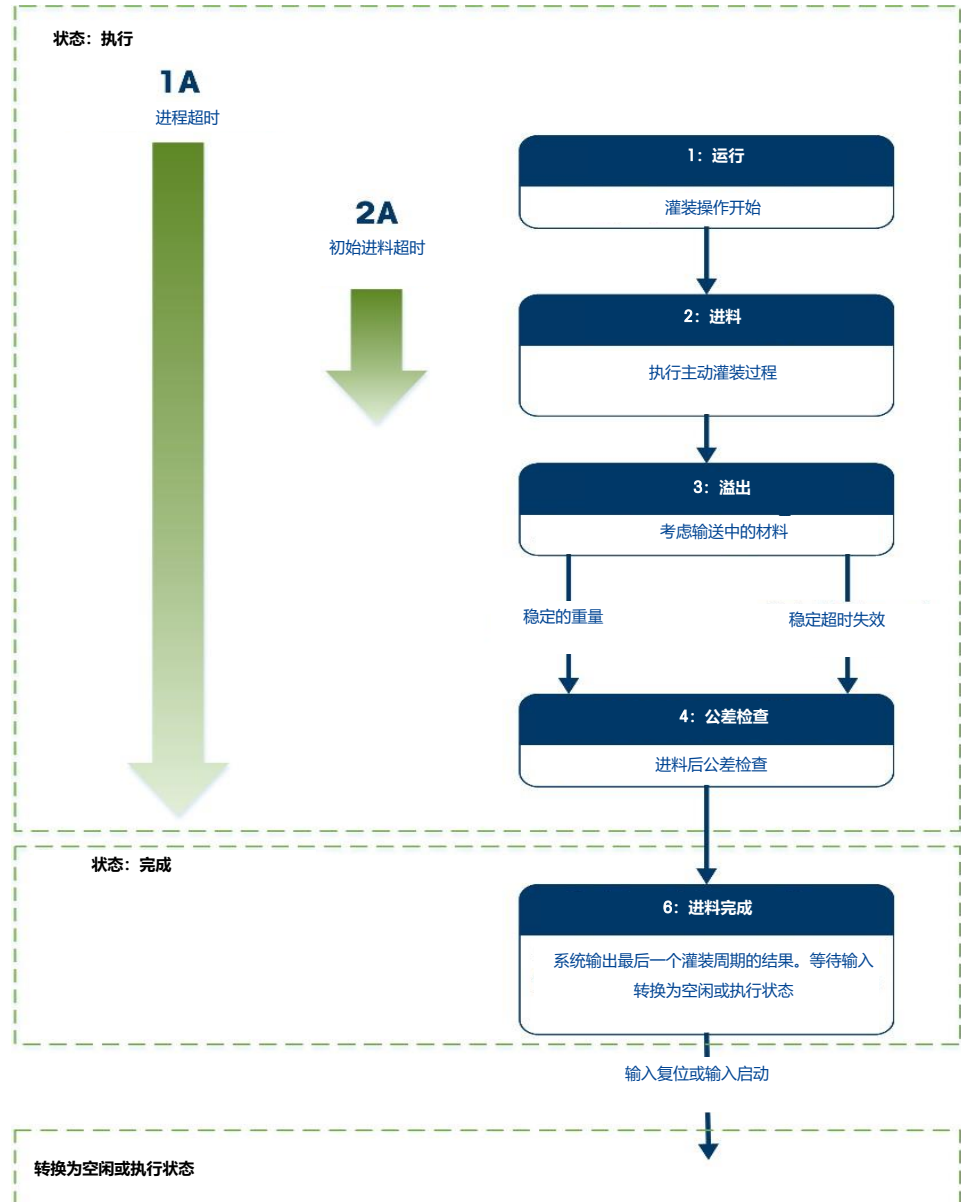 状态：执行
1A
进程超时
1：运行
灌装操作开始
2A
初始进料超时
2：进料
执行主动灌装过程
3：溢出
考虑输送中的材料
稳定的重量
稳定超时失效
4：公差检查
进料后公差检查
状态：完成
6：进料完成
系统输出最后一个灌装周期的结果。等待输入
转换为空闲或执行状态
输入复位或输入启动
转换为空闲或执行状态